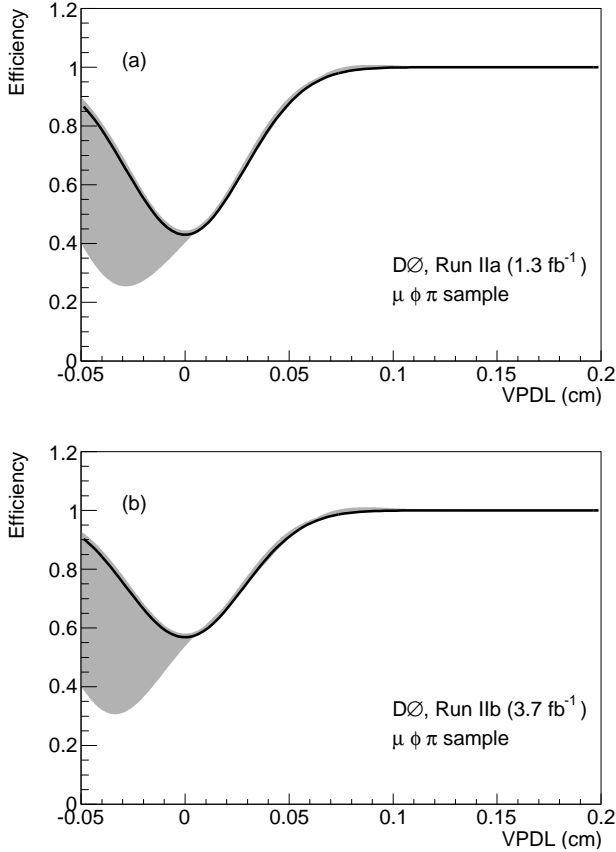 Efficiency
1.2
1
0.8
0.6
0.4
0.2
0
(a)
DØ, Run IIa (1.3 fb⁻¹)
μ ϕ π sample
-0.05 0 0.05 0.1 0.15 0.2
VPDL (cm)
Efficiency
1.2
1
0.8
0.6
0.4
0.2
0
(b)
DØ, Run IIb (3.7 fb⁻¹)
μ ϕ π sample
-0.05 0 0.05 0.1 0.15 0.2
VPDL (cm)